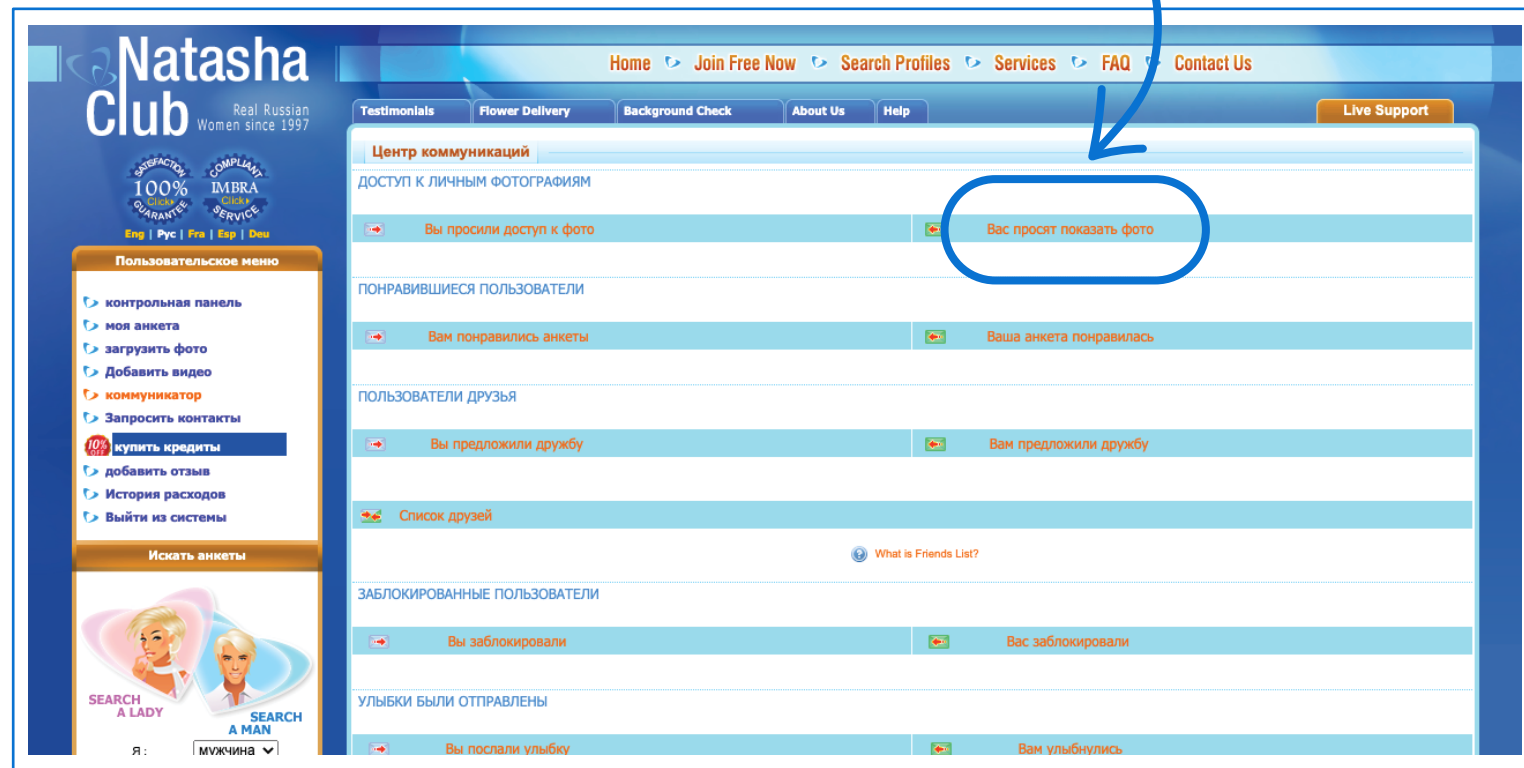 Natasha
Club
Real Russian
Women since 1997
Home Join Free Now Search Profiles Services FAQ Contact Us
Testimonials Flower Delivery Background Check About Us Help Live Support
SATISFACTION
100%
Click
GUARANTEE
COMPLIANT
IMBRA
Click
SERVICE
Eng | Рус | Fra | Esp | Deu
Пользовательское меню
контрольная панель
моя анкета
загрузить фото
Добавить видео
коммуникатор
Запросить контакты
10%
OFF
купить кредиты
добавить отзыв
История расходов
Выйти из системы
Искать анкеты
SEARCH
A LADY
SEARCH
A MAN
Я :
мужчина
Центр коммуникаций
ДОСТУП К ЛИЧНЫМ ФОТОГРАФИЯМ
Вы просили доступ к фото Вас просят показать фото
ПОНРАВИВШИЕСЯ ПОЛЬЗОВАТЕЛИ
Вам понравились анкеты Ваша анкета понравилась
ПОЛЬЗОВАТЕЛИ ДРУЗЬЯ
Вы предложили дружбу Вам предложили дружбу
Список друзей
What is Friends List?
ЗАБЛОКИРОВАННЫЕ ПОЛЬЗОВАТЕЛИ
Вы заблокировали Вас заблокировали
УЛЫБКИ БЫЛИ ОТПРАВЛЕНЫ
Вы послали улыбку Вам улыбнулись